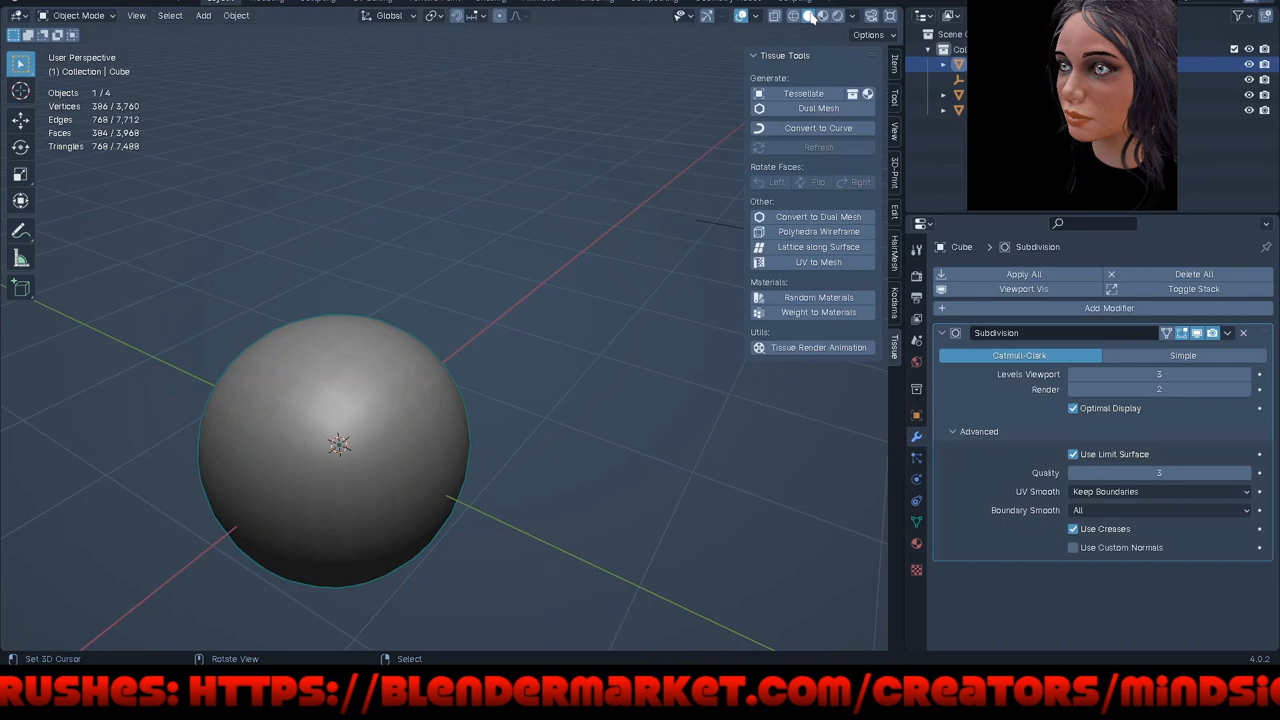 Object Mode View Select Add Object Global
Options
User Perspective
(1) Collection | Cube
Objects 1 / 4
Vertices 386 / 3,760
Edges 768 / 7,712
Faces 384 / 3,968
Triangles 768 / 7,488
Tissue Tools
Generate:
Tessellate
Dual Mesh
Convert to Curve
Refresh
Rotate Faces:
Left Flip Right
Other:
Convert to Dual Mesh
Polyhedra Wireframe
Lattice along Surface
UV to Mesh
Materials:
Random Materials
Weight to Materials
Utils:
Tissue Render Animation
Item
Tool
View
3D-Print
Edit
HairMesh
Kodama
Tissue
Scene
Col
Cube Subdivision
Apply All Delete All
Viewport Vis Toggle Stack
Add Modifier
Subdivision
Catmull-Clark Simple
Levels Viewport 3
Render 2
Optimal Display
Advanced
Use Limit Surface
Quality 3
UV Smooth Keep Boundaries
Boundary Smooth All
Use Creases
Use Custom Normals
Set 3D Cursor Rotate View Select 4.0.2
RUSHES: HTTPS://BLENDERMARKET.COM/CREATORS/MINDSI